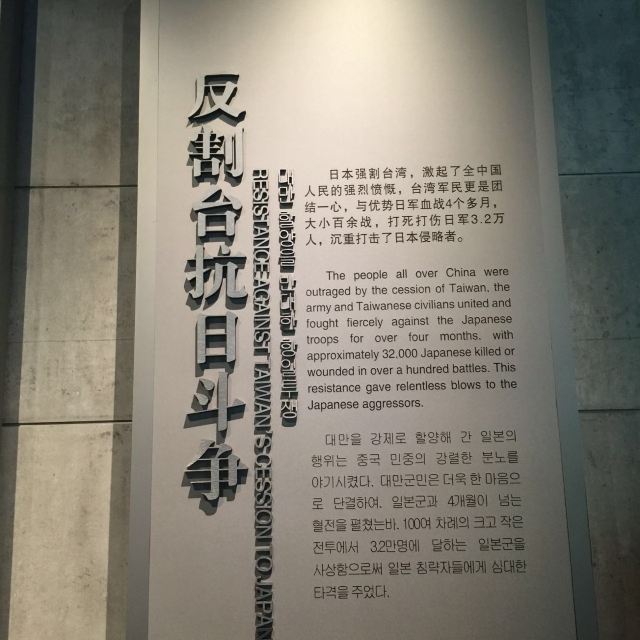 反割台抗日斗争
RESISTANCE AGAINST TAIWAN'S CESSION TO JAPAN
대만 할양을 반대한 항일투쟁
日本强割台湾，激起了全中国
人民的强烈愤慨，台湾军民更是团
结一心，与优势日军血战4个多月，
大小百余战，打死打伤日军3.2万
人，沉重打击了日本侵略者。
The people all over China were
outraged by the cession of Taiwan. the
army and Taiwanese civilians united and
fought fiercely against the Japanese
troops for over four months. with
approximately 32.000 Japanese killed or
wounded in over a hundred battles. This
resistance gave relentless blows to the
Japanese aggressors.
대만을 강제로 할양해 간 일본의
행위는 중국 민중의 강렬한 분노를
야기시켰다. 대만군민은 더욱 한 마음으
로 단결하여. 일본군과 4개월이 넘는
혈전을 펼쳤는바. 100여 차례의 크고 작은
전투에서 3.2만명에 달하는 일본군을
사상함으로써 일본 침략자들에게 심대한
타격을 주었다.